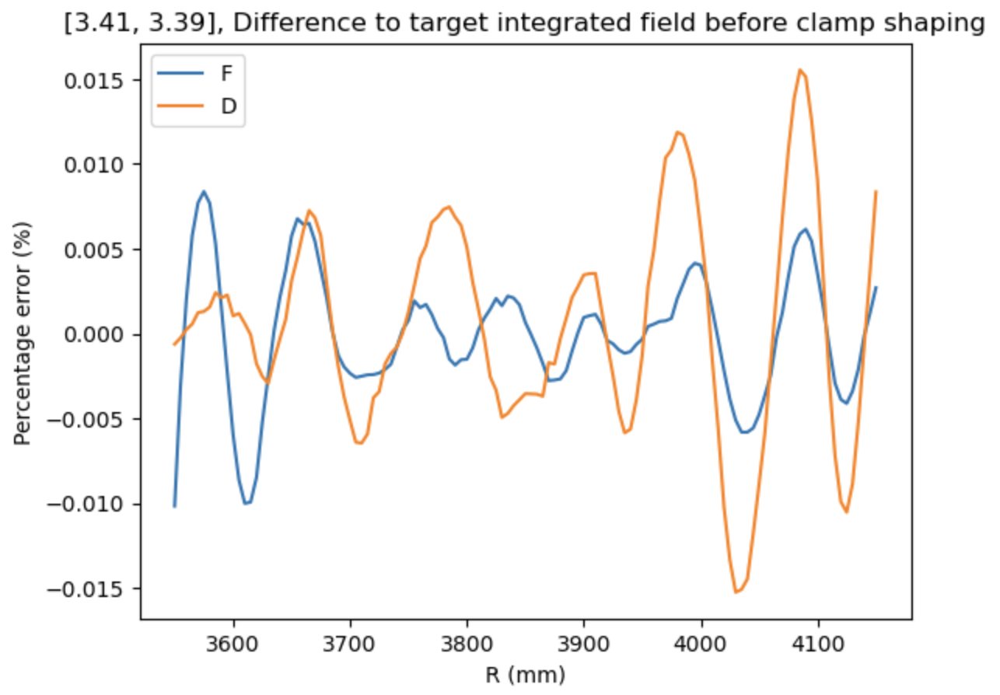 [3.41, 3.39], Difference to target integrated field before clamp shaping
F
D
0.015
0.010
0.005
0.000
−0.005
−0.010
−0.015
Percentage error (%)
3600 3700 3800 3900 4000 4100
R (mm)